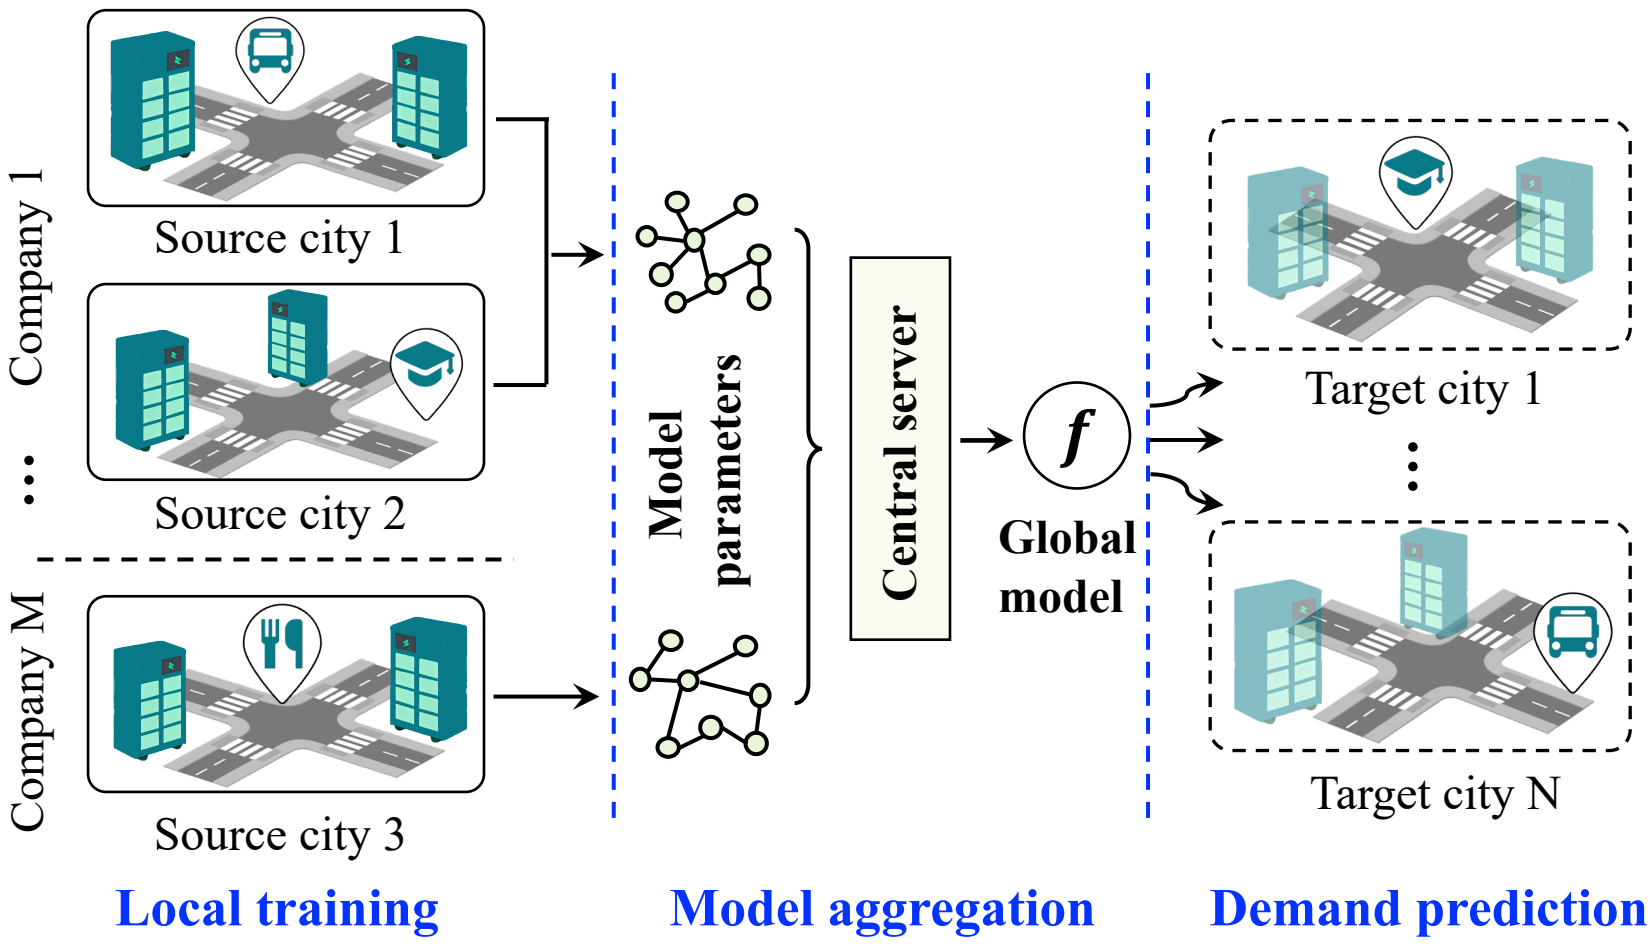 Company 1
Source city 1
Source city 2
...
Company M
Source city 3
Local training
Model
parameters
Central server
f
Global
model
Model aggregation
Target city 1
...
Target city N
Demand prediction